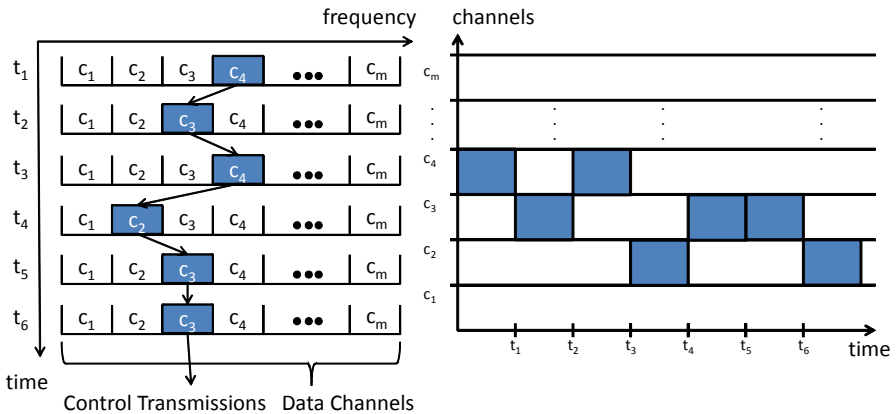 frequency
t1 c1 c2 c3 c4 ••• cm
t2 c1 c2 c3 c4 ••• cm
t3 c1 c2 c3 c4 ••• cm
t4 c1 c2 c3 c4 ••• cm
t5 c1 c2 c3 c4 ••• cm
t6 c1 c2 c3 c4 ••• cm
time
Control Transmissions Data Channels
channels
cm
c4
c3
c2
c1
t1 t2 t3 t4 t5 t6 time